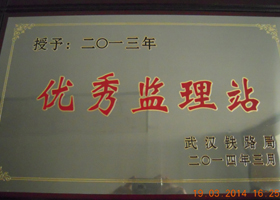 授予：二〇一三年
优秀监理站
武汉铁路局
二〇一四年三月
19.03.2014 16:25